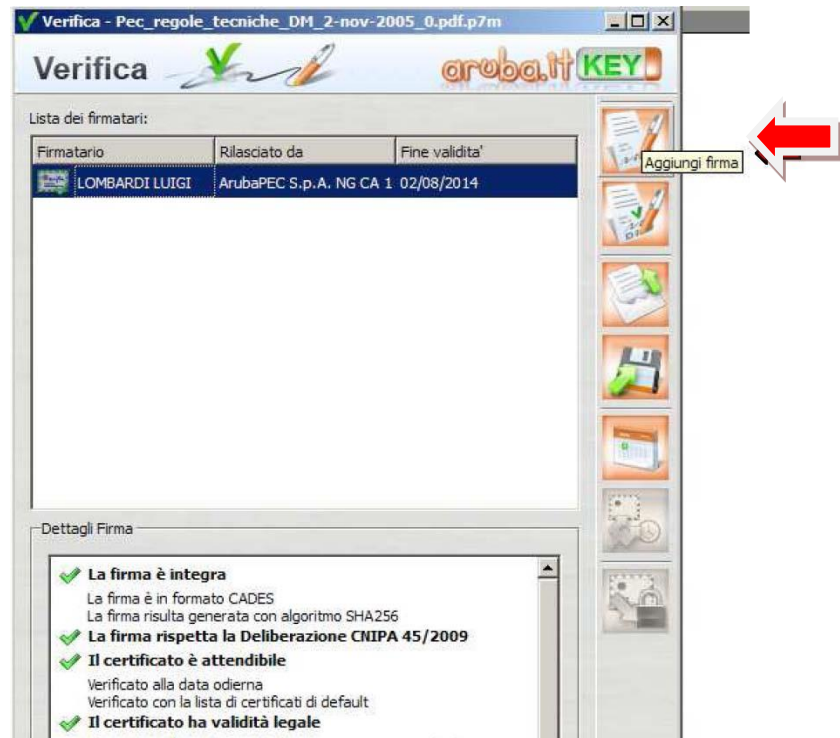 Verifica - Pec_regole_tecniche_DM_2-nov-2005_0.pdf.p7m
Verifica
aruba.it KEY
Lista dei firmatari:
Firmatario Rilasciato da Fine validita'
LOMBARDI LUIGI ArubaPEC S.p.A. NG CA 1 02/08/2014
Aggiungi firma
Dettagli Firma
La firma è integra
La firma è in formato CADES
La firma risulta generata con algoritmo SHA256
La firma rispetta la Deliberazione CNIPA 45/2009
Il certificato è attendibile
Verificato alla data odierna
Verificato con la lista di certificati di default
Il certificato ha validità legale